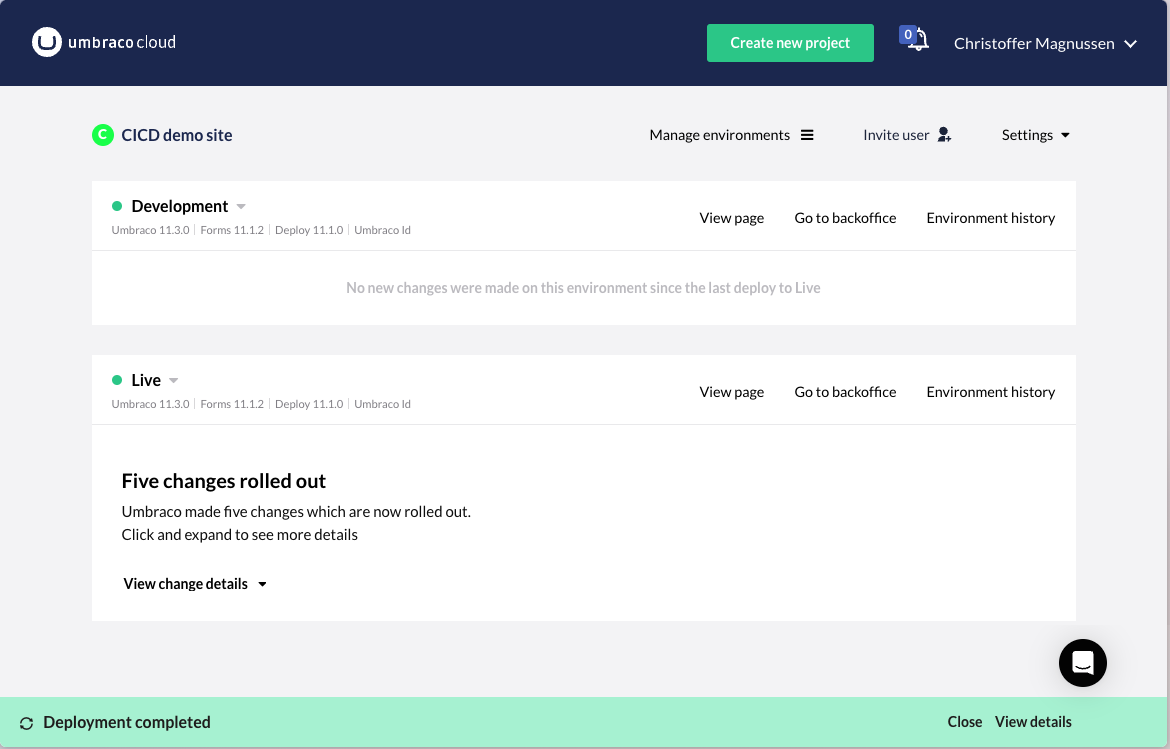 umbraco cloud
Create new project
0
Christoffer Magnussen
C CICD demo site
Manage environments
Invite user
Settings
Development
View page Go to backoffice Environment history
Umbraco 11.3.0 Forms 11.1.2 Deploy 11.1.0 Umbraco Id
No new changes were made on this environment since the last deploy to Live
Live
View page Go to backoffice Environment history
Umbraco 11.3.0 Forms 11.1.2 Deploy 11.1.0 Umbraco Id
Five changes rolled out
Umbraco made five changes which are now rolled out.
Click and expand to see more details
View change details
Deployment completed
Close View details